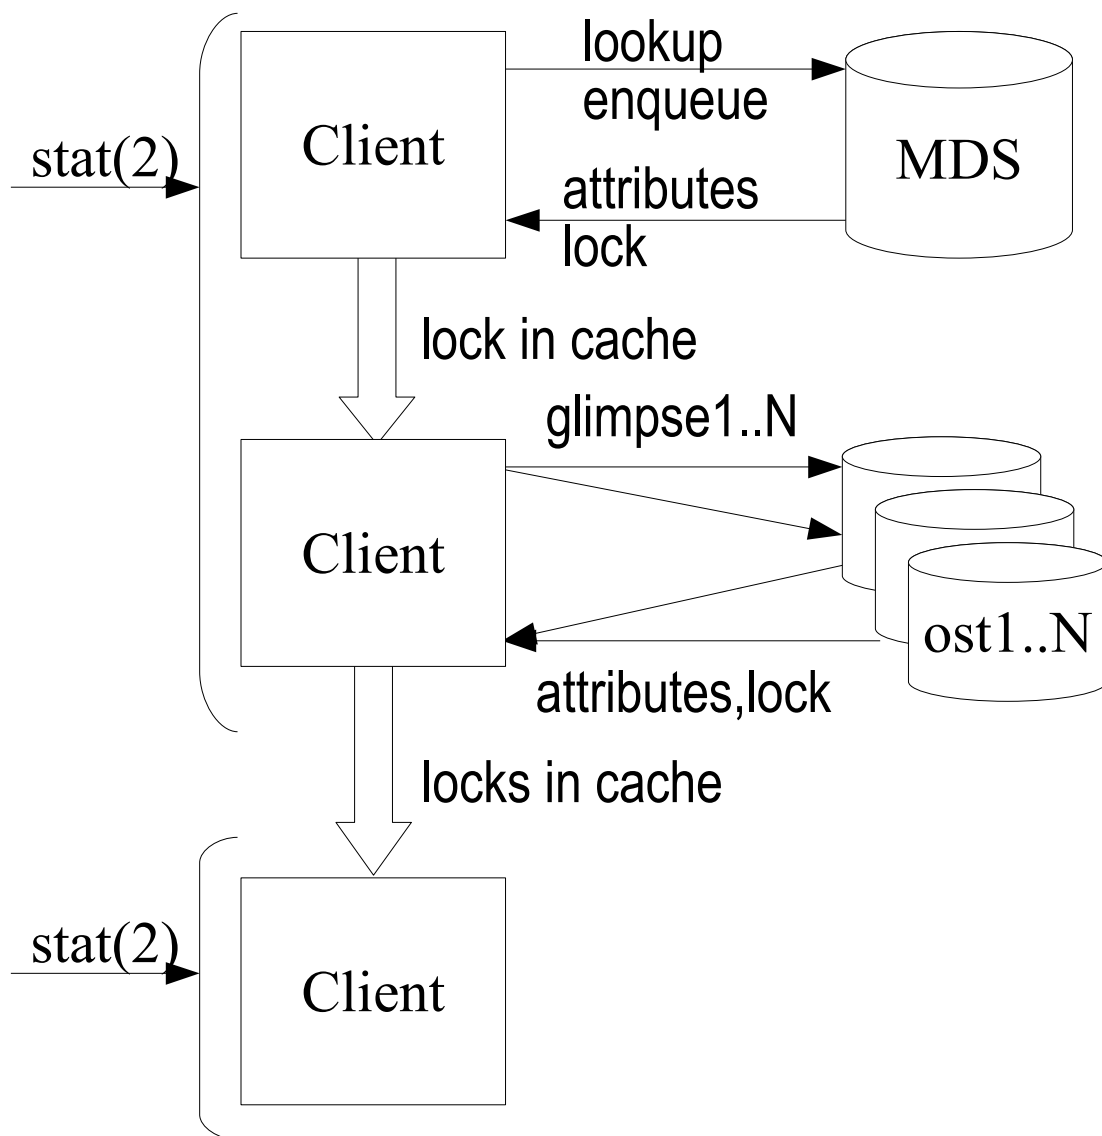 lookup
enqueue
Client
MDS
stat(2)
attributes
lock
lock in cache
glimpse1..N
Client
ost1..N
attributes,lock
locks in cache
stat(2)
Client